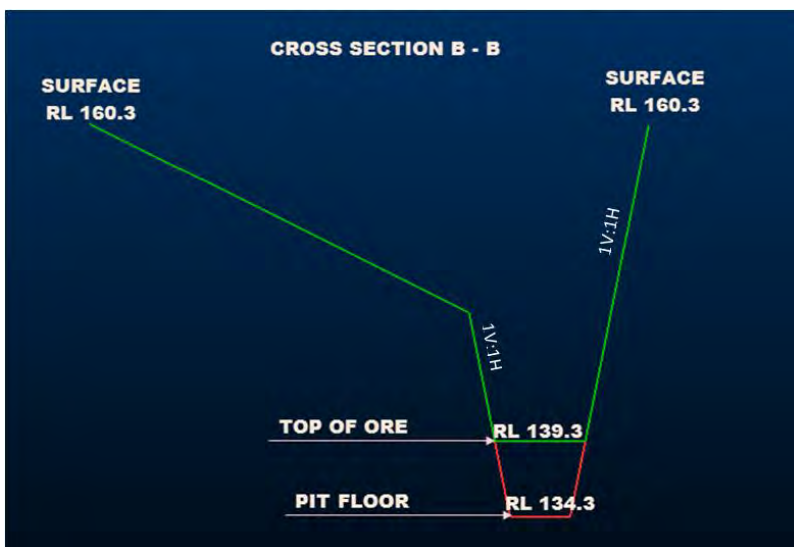 CROSS SECTION B - B
SURFACE
RL 160.3
SURFACE
RL 160.3
1V:1H
1V:1H
TOP OF ORE
RL 139.3
PIT FLOOR
RL 134.3